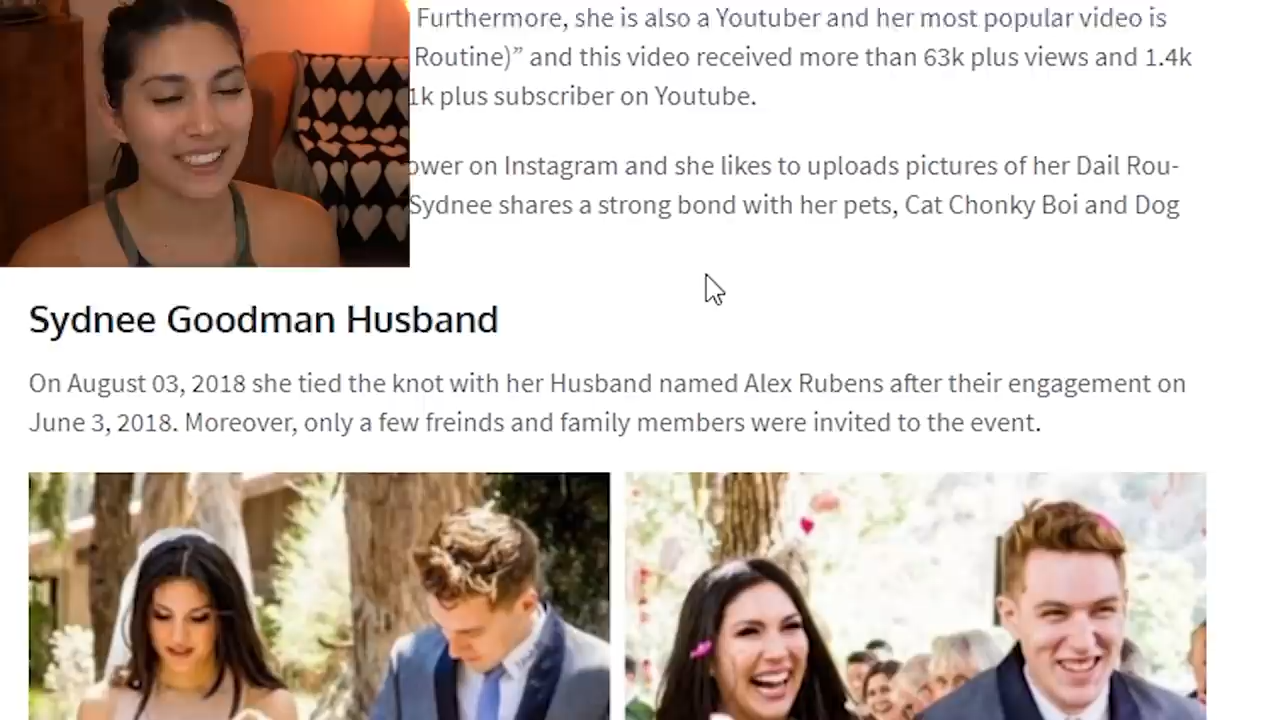 Furthermore, she is also a Youtuber and her most popular video is
Routine)” and this video received more than 63k plus views and 1.4k
1k plus subscriber on Youtube.
ower on Instagram and she likes to uploads pictures of her Dail Rou-
Sydnee shares a strong bond with her pets, Cat Chonky Boi and Dog
Sydnee Goodman Husband
On August 03, 2018 she tied the knot with her Husband named Alex Rubens after their engagement on
June 3, 2018. Moreover, only a few freinds and family members were invited to the event.